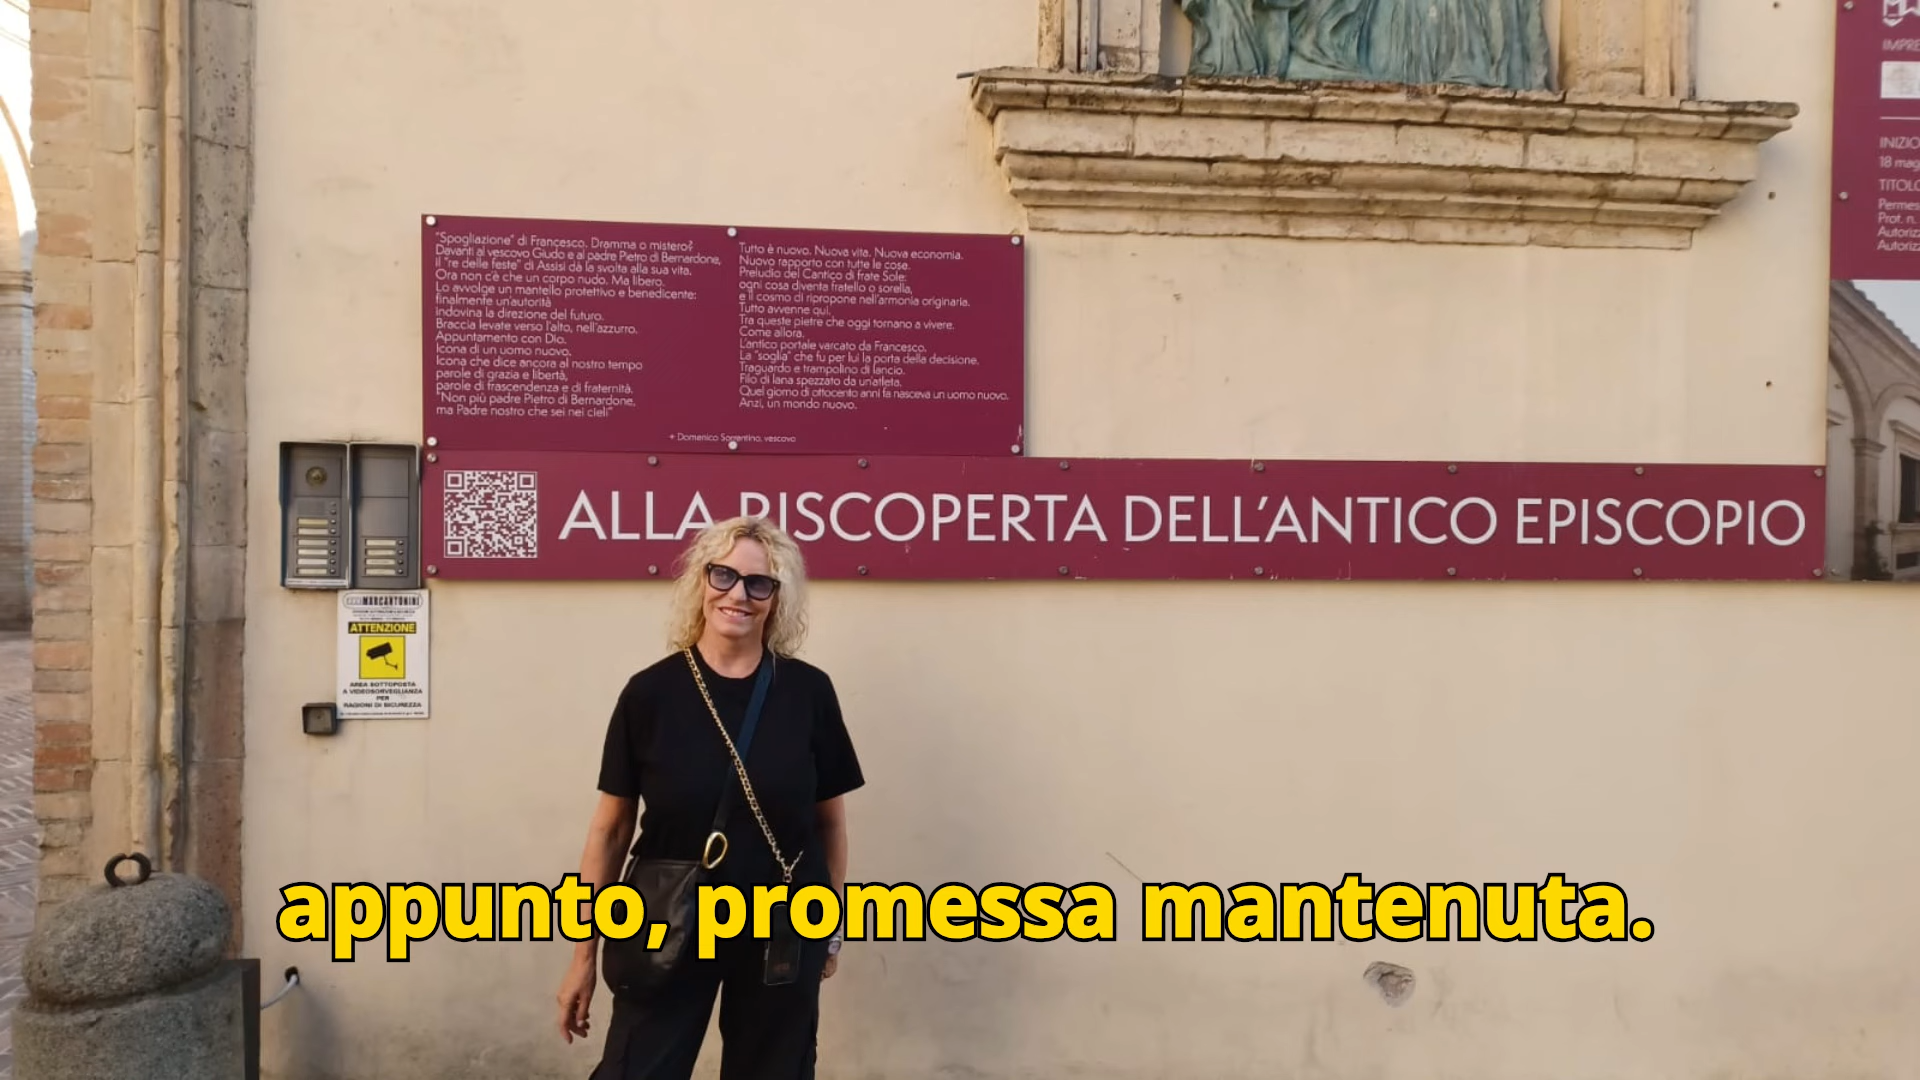 "Spogliazione" di Francesco. Dramma o mistero?
Davanti al vescovo Giudo e al padre Pietro di Bernardone,
il "re delle feste" di Assisi dà la svolta alla sua vita.
Ora non c'è che un corpo nudo. Ma libero.
Lo avvolge un mantello protettivo e benedicente:
finalmente un'autorità
indovina la direzione del futuro.
Braccia levate verso l'alto, nell'azzurro.
Appuntamento con Dio.
Icona di un uomo nuovo.
Icona che dice ancora al nostro tempo
parole di grazia e libertà,
parole di trascendenza e di fraternità.
"Non più padre Pietro di Bernardone,
ma Padre nostro che sei nei cieli"
Tutto è nuovo. Nuova vita. Nuova economia.
Nuovo rapporto con tutte le cose.
Preludio del Cantico di frate Sole:
ogni cosa diventa fratello o sorella,
e il cosmo di ripropone nell'armonia originaria.
Tutto avvenne qui.
Tra queste pietre che oggi tornano a vivere.
Come allora.
L'antico portale varcato da Francesco.
La "soglia" che fu per lui la porta della decisione.
Traguardo e trampolino di lancio.
Filo di lana spezzato da un'atleta.
Quel giorno di ottocento anni fa nasceva un uomo nuovo.
Anzi, un mondo nuovo.
+ Domenico Sorrentino, vescovo
ALLA RISCOPERTA DELL'ANTICO EPISCOPIO
MARCANTONINI
ATTENZIONE
AREA SOTTOPOSTA
A VIDEOSORVEGLIANZA
PER
RAGIONI DI SICUREZZA
INIZIO
18 mag
TITOLO
Permes
Prot. n.
Autoriz
Autoriz
appunto, promessa mantenuta.